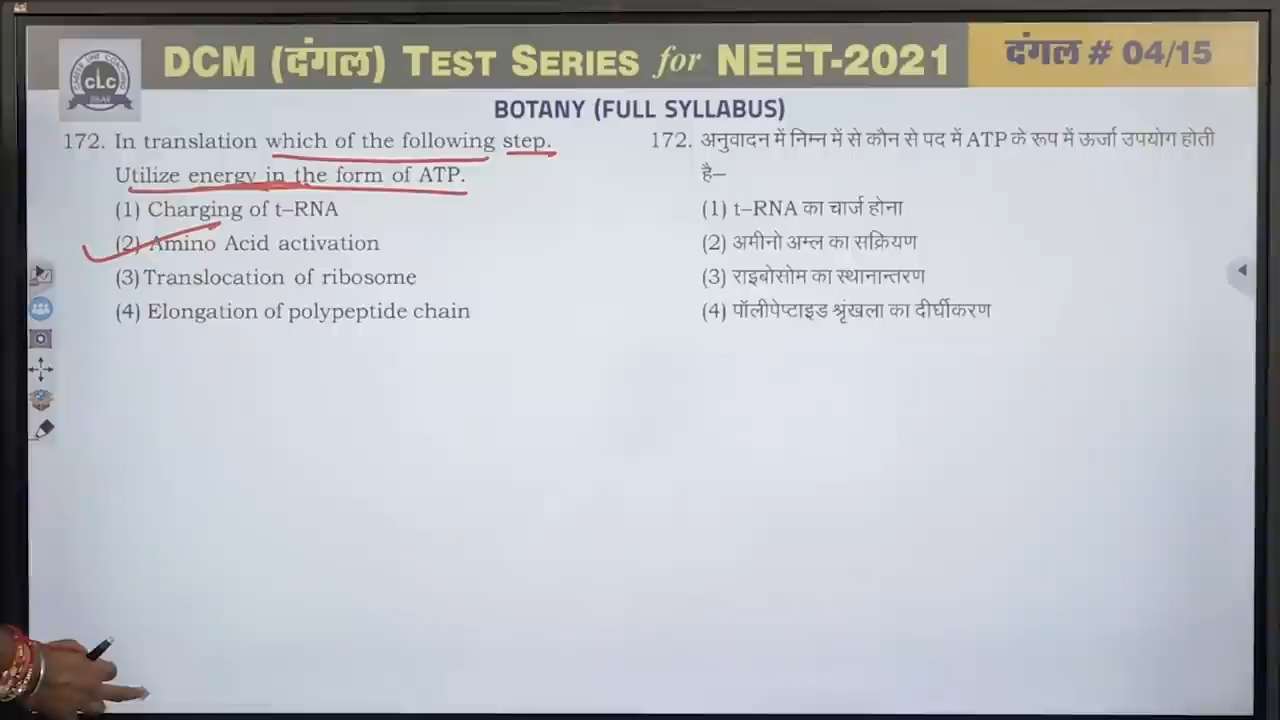 CLC
DCM (दंगल) TEST SERIES for NEET-2021
दंगल # 04/15
BOTANY (FULL SYLLABUS)
172. In translation which of the following step.
Utilize energy in the form of ATP.
(1) Charging of t–RNA
(2) Amino Acid activation
(3) Translocation of ribosome
(4) Elongation of polypeptide chain
172. अनुवादन में निम्न में से कौन से पद में ATP के रूप में ऊर्जा उपयोग होती
है–
(1) t–RNA का चार्ज होना
(2) अमीनो अम्ल का सक्रियण
(3) राइबोसोम का स्थानान्तरण
(4) पॉलीपेप्टाइड श्रृंखला का दीर्घीकरण